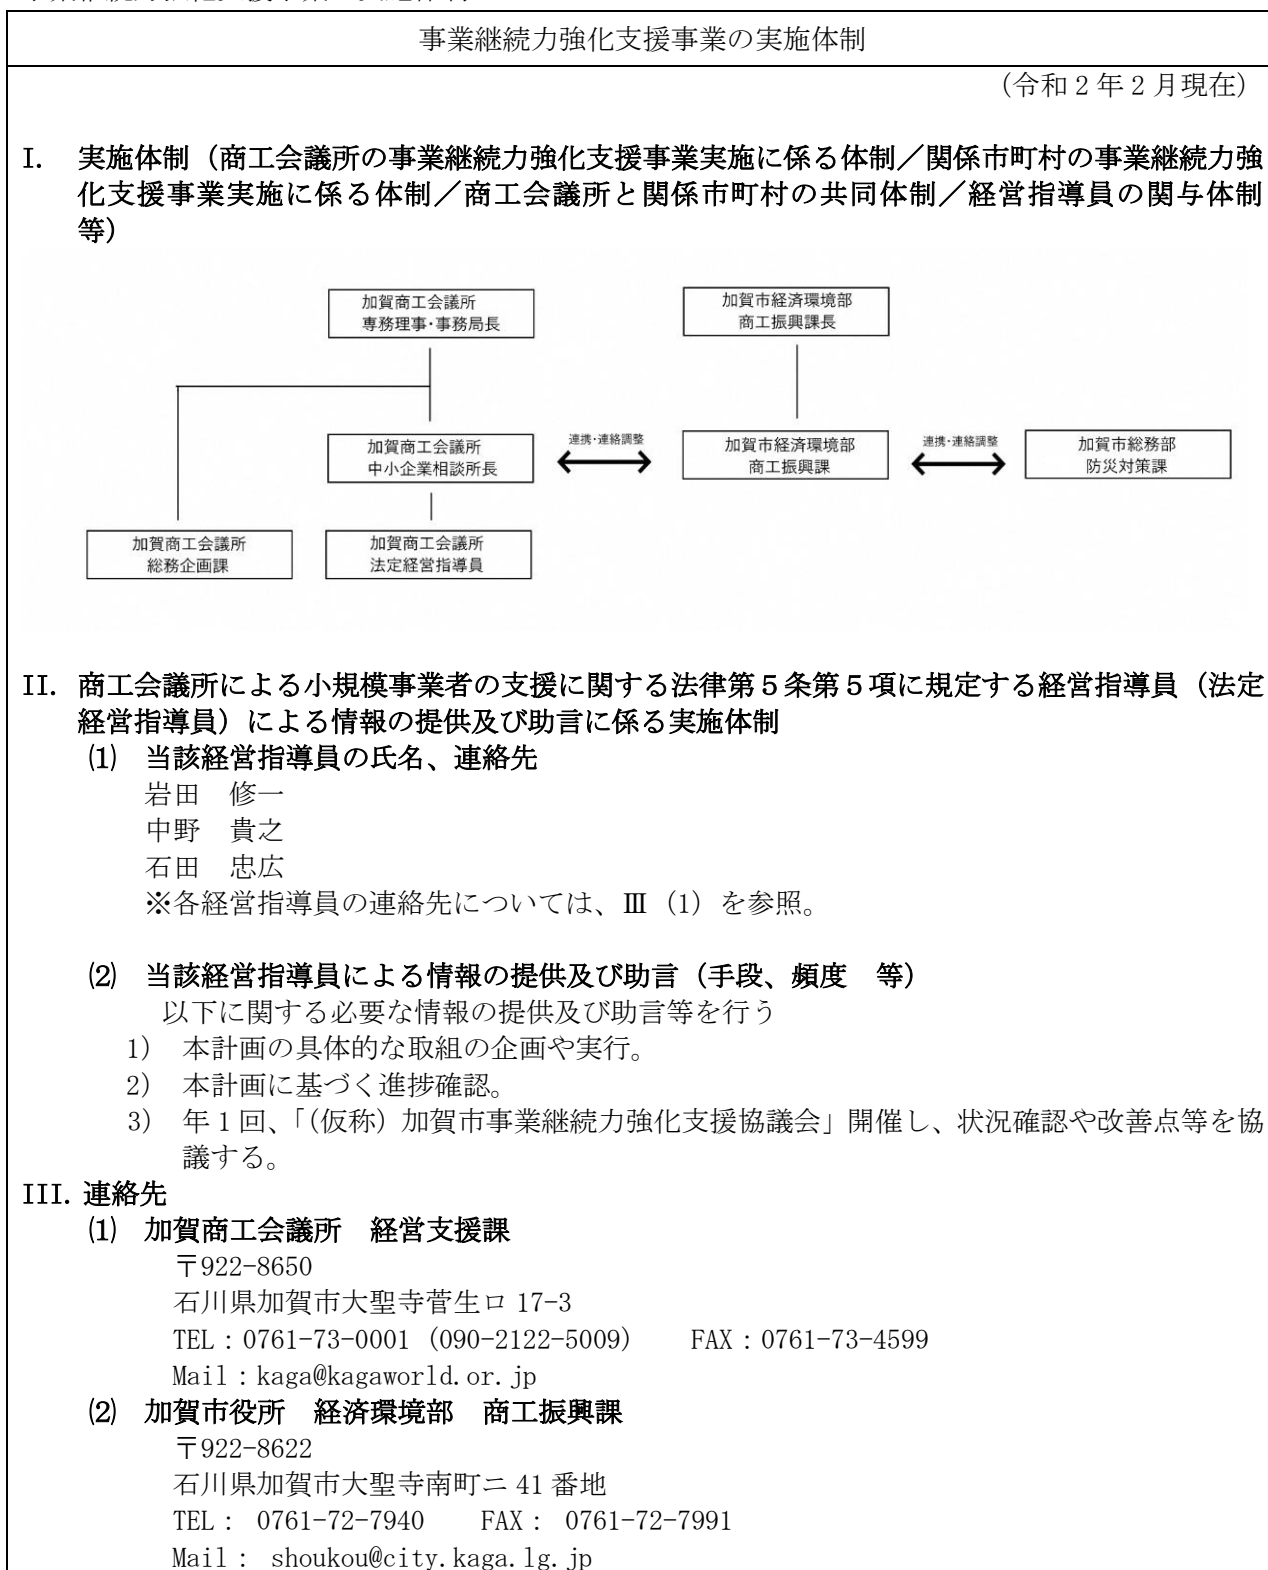 事業継続力強化支援事業の実施体制
（令和２年２月現在）
I. 実施体制（商工会議所の事業継続力強化支援事業実施に係る体制／関係市町村の事業継続力強
化支援事業実施に係る体制／商工会議所と関係市町村の共同体制／経営指導員の関与体制
等）
加賀商工会議所
専務理事・事務局長
加賀市経済環境部
商工振興課長
加賀商工会議所
中小企業相談所長
連携・連絡調整
加賀市経済環境部
商工振興課
連携・連絡調整
加賀市総務部
防災対策課
加賀商工会議所
総務企画課
加賀商工会議所
法定経営指導員
II. 商工会議所による小規模事業者の支援に関する法律第５条第５項に規定する経営指導員（法定
経営指導員）による情報の提供及び助言に係る実施体制
⑴ 当該経営指導員の氏名、連絡先
岩田　修一
中野　貴之
石田　忠広
※各経営指導員の連絡先については、Ⅲ（1）を参照。
⑵ 当該経営指導員による情報の提供及び助言（手段、頻度　等）
以下に関する必要な情報の提供及び助言等を行う
1） 本計画の具体的な取組の企画や実行。
2） 本計画に基づく進捗確認。
3） 年１回、「（仮称）加賀市事業継続力強化支援協議会」開催し、状況確認や改善点等を協
議する。
III. 連絡先
⑴ 加賀商工会議所　経営支援課
〒922-8650
石川県加賀市大聖寺菅生ロ 17-3
TEL：0761-73-0001（090-2122-5009）　FAX：0761-73-4599
Mail：kaga@kagaworld.or.jp
⑵ 加賀市役所　経済環境部　商工振興課
〒922-8622
石川県加賀市大聖寺南町ニ 41 番地
TEL： 0761-72-7940　FAX： 0761-72-7991
Mail： shoukou@city.kaga.lg.jp